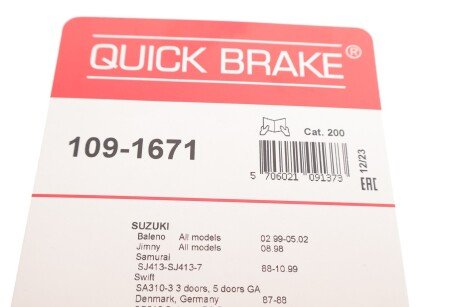 QUICK BRAKE®
109-1671
Cat. 200
5 706021 091373
12/23
EAC
SUZUKI
Baleno All models 02.99-05.02
Jimny All models 08.98
Samurai
SJ413-SJ413-7 88-10.99
Swift
SA310-3 3 doors, 5 doors GA
Denmark, Germany 87-88